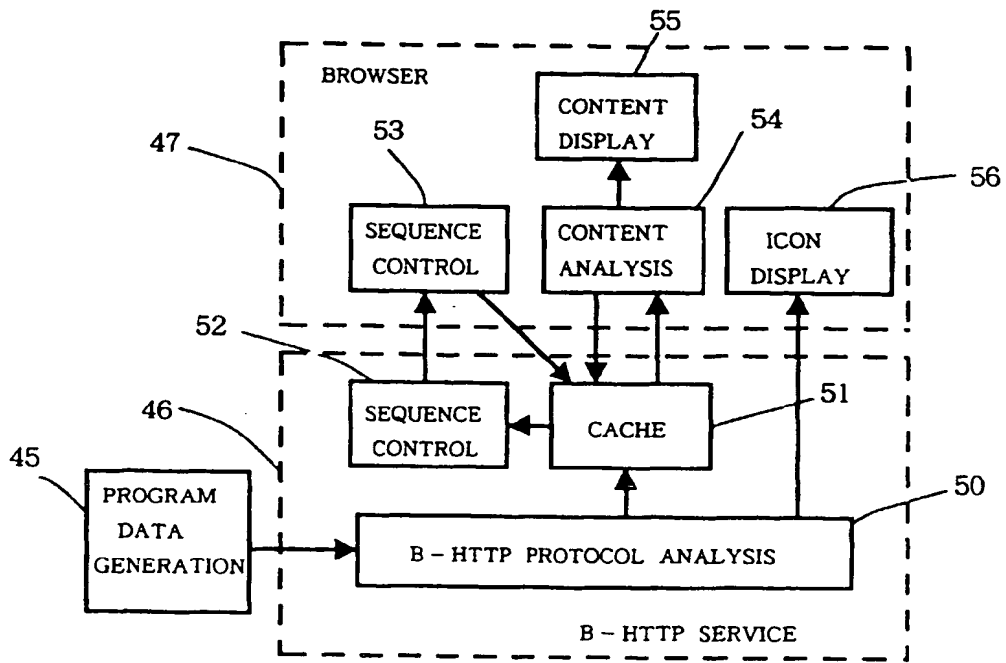 55
BROWSER
CONTENT
DISPLAY
54
53
47
56
SEQUENCE
CONTROL
CONTENT
ANALYSIS
ICON
DISPLAY
52
46
SEQUENCE
CONTROL
CACHE
51
45
PROGRAM
DATA
GENERATION
50
B-HTTP PROTOCOL ANALYSIS
B-HTTP SERVICE